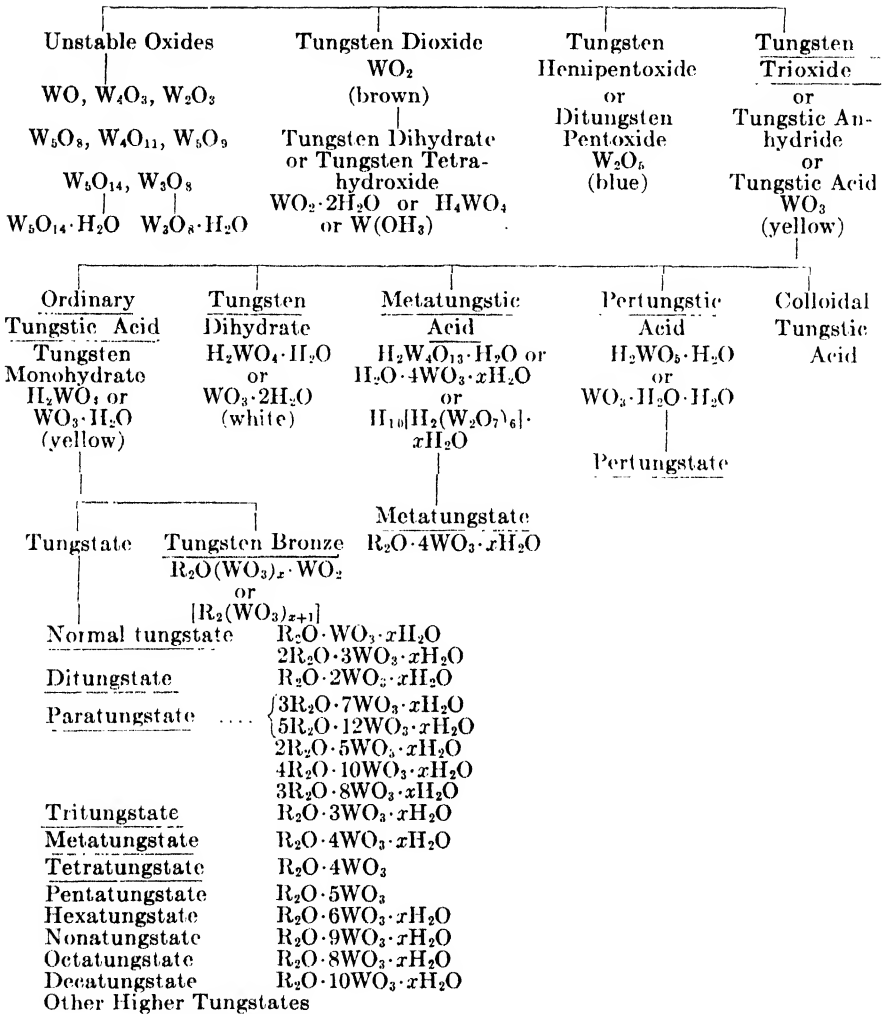 Unstable Oxides
WO, W₄O₃, W₂O₃
W₅O₈, W₄O₁₁, W₅O₉
W₅O₁₄, W₃O₈
W₅O₁₄·H₂O W₃O₈·H₂O
Tungsten Dioxide
WO₂
(brown)
Tungsten Dihydrate
or Tungsten Tetra-
hydroxide
WO₂·2H₂O or H₄WO₄
or W(OH₃)
Tungsten
Hemipentoxide
or
Ditungsten
Pentoxide
W₂O₅
(blue)
Tungsten
Trioxide
or
Tungstic An-
hydride
or
Tungstic Acid
WO₃
(yellow)
Ordinary
Tungstic Acid
Tungsten
Monohydrate
H₂WO₄ or
WO₃·H₂O
(yellow)
Tungsten
Dihydrate
H₂WO₄·H₂O
or
WO₃·2H₂O
(white)
Metatungstic
Acid
H₂W₄O₁₃·H₂O or
H₂O·4WO₃·xH₂O
or
H₁₀[H₂(W₂O₇)₆]·
xH₂O
Metatungstate
R₂O·4WO₃·xH₂O
Pertungstic
Acid
H₂WO₅·H₂O
or
WO₃·H₂O·H₂O
Pertungstate
Colloidal
Tungstic
Acid
Tungstate
Tungsten Bronze
R₂O(WO₃)ₓ·WO₂
or
[R₂(WO₃)ₓ₊₁]
Normal tungstate R₂O·WO₃·xH₂O
2R₂O·3WO₃·xH₂O
Ditungstate R₂O·2WO₃·xH₂O
Paratungstate .... {3R₂O·7WO₃·xH₂O
{5R₂O·12WO₃·xH₂O
2R₂O·5WO₃·xH₂O
4R₂O·10WO₃·xH₂O
3R₂O·8WO₃·xH₂O
Tritungstate R₂O·3WO₃·xH₂O
Metatungstate R₂O·4WO₃·xH₂O
Tetratungstate R₂O·4WO₃
Pentatungstate R₂O·5WO₃
Hexatungstate R₂O·6WO₃·xH₂O
Nonatungstate R₂O·9WO₃·xH₂O
Octatungstate R₂O·8WO₃·xH₂O
Decatungstate R₂O·10WO₃·xH₂O
Other Higher Tungstates